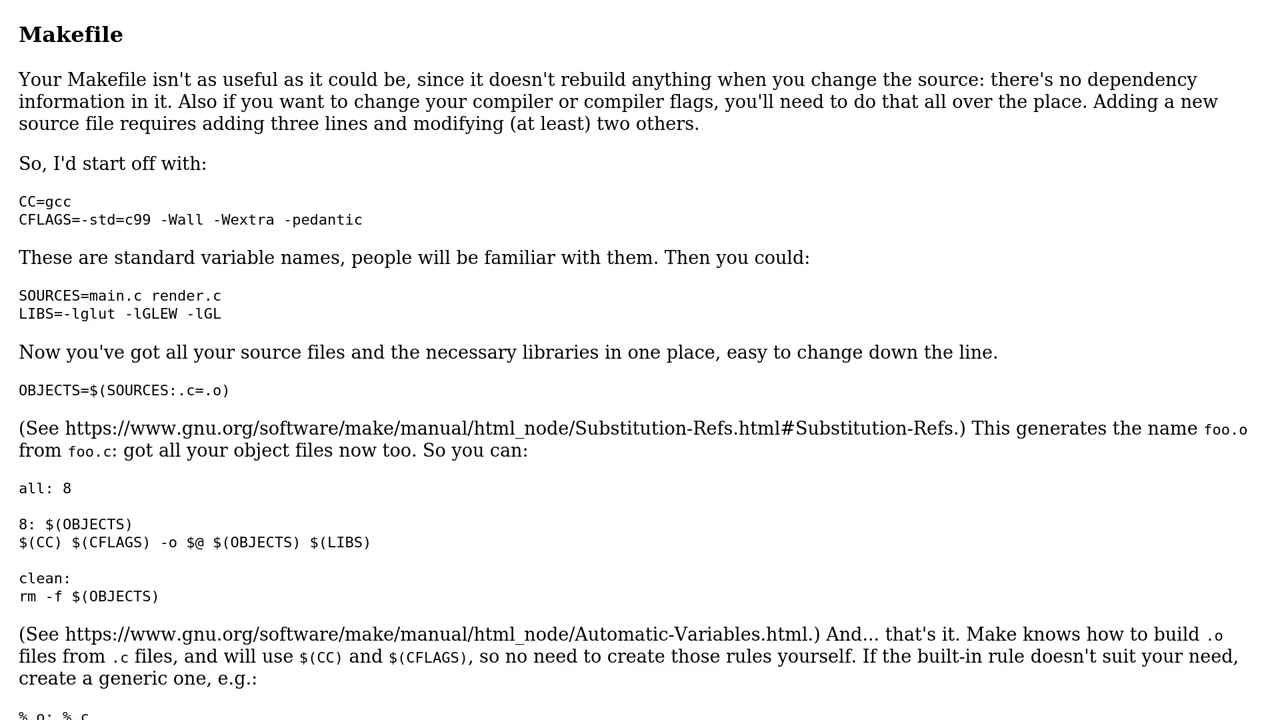 Makefile
Your Makefile isn't as useful as it could be, since it doesn't rebuild anything when you change the source: there's no dependency
information in it. Also if you want to change your compiler or compiler flags, you'll need to do that all over the place. Adding a new
source file requires adding three lines and modifying (at least) two others.
So, I'd start off with:
CC=gcc
CFLAGS=-std=c99 -Wall -Wextra -pedantic
These are standard variable names, people will be familiar with them. Then you could:
SOURCES=main.c render.c
LIBS=-lglut -lGLEW -lGL
Now you've got all your source files and the necessary libraries in one place, easy to change down the line.
OBJECTS=$(SOURCES:.c=.o)
(See https://www.gnu.org/software/make/manual/html_node/Substitution-Refs.html#Substitution-Refs.) This generates the name foo.o
from foo.c: got all your object files now too. So you can:
all: 8
8: $(OBJECTS)
$(CC) $(CFLAGS) -o $@ $(OBJECTS) $(LIBS)
clean:
rm -f $(OBJECTS)
(See https://www.gnu.org/software/make/manual/html_node/Automatic-Variables.html.) And... that's it. Make knows how to build .o
files from .c files, and will use $(CC) and $(CFLAGS), so no need to create those rules yourself. If the built-in rule doesn't suit your need,
create a generic one, e.g.:
%.o: %.c